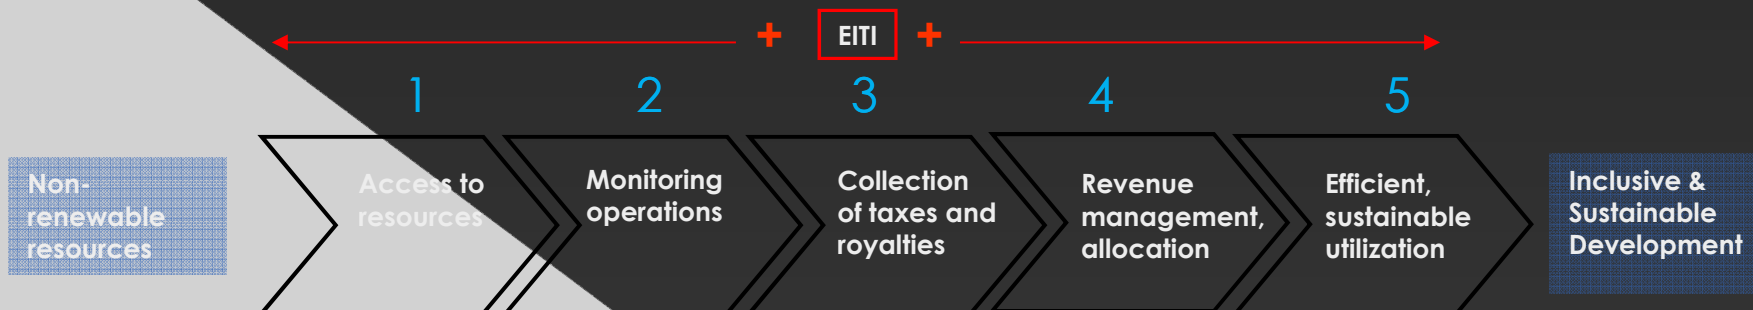 + EITI +
1 2 3 4 5
Non-
renewable
resources
Access to
resources
Monitoring
operations
Collection
of taxes and
royalties
Revenue
management,
allocation
Efficient,
sustainable
utilization
Inclusive &
Sustainable
Development